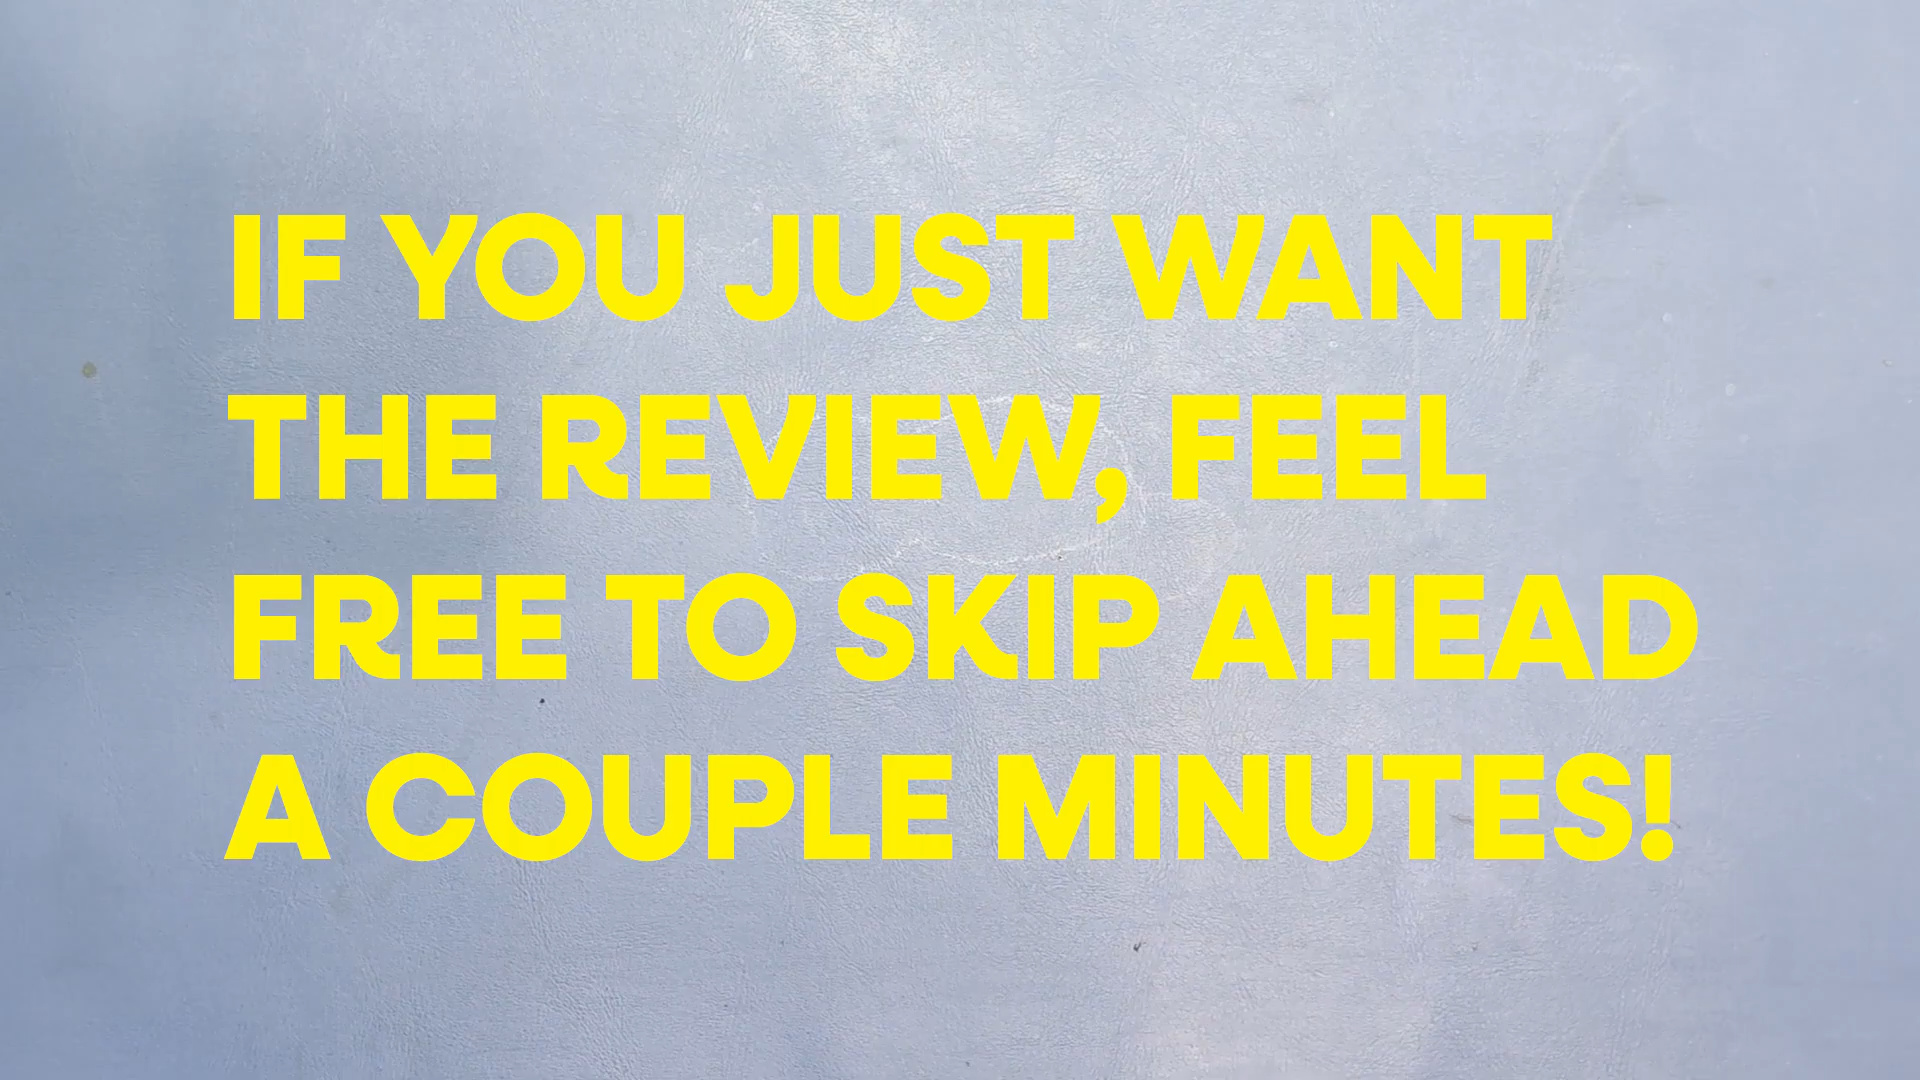 IF YOU JUST WANT
THE REVIEW, FEEL
FREE TO SKIP AHEAD
A COUPLE MINUTES!